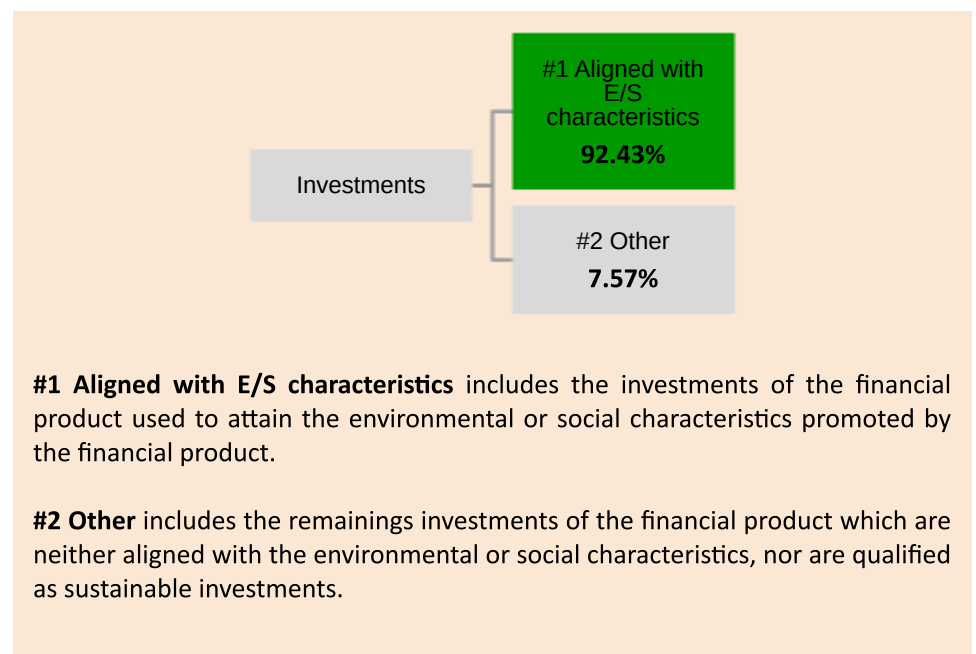 #1 Aligned with
E/S
characteristics
92.43%
Investments
#2 Other
7.57%
#1 Aligned with E/S characteristics includes the investments of the financial
product used to attain the environmental or social characteristics promoted by
the financial product.
#2 Other includes the remainings investments of the financial product which are
neither aligned with the environmental or social characteristics, nor are qualified
as sustainable investments.